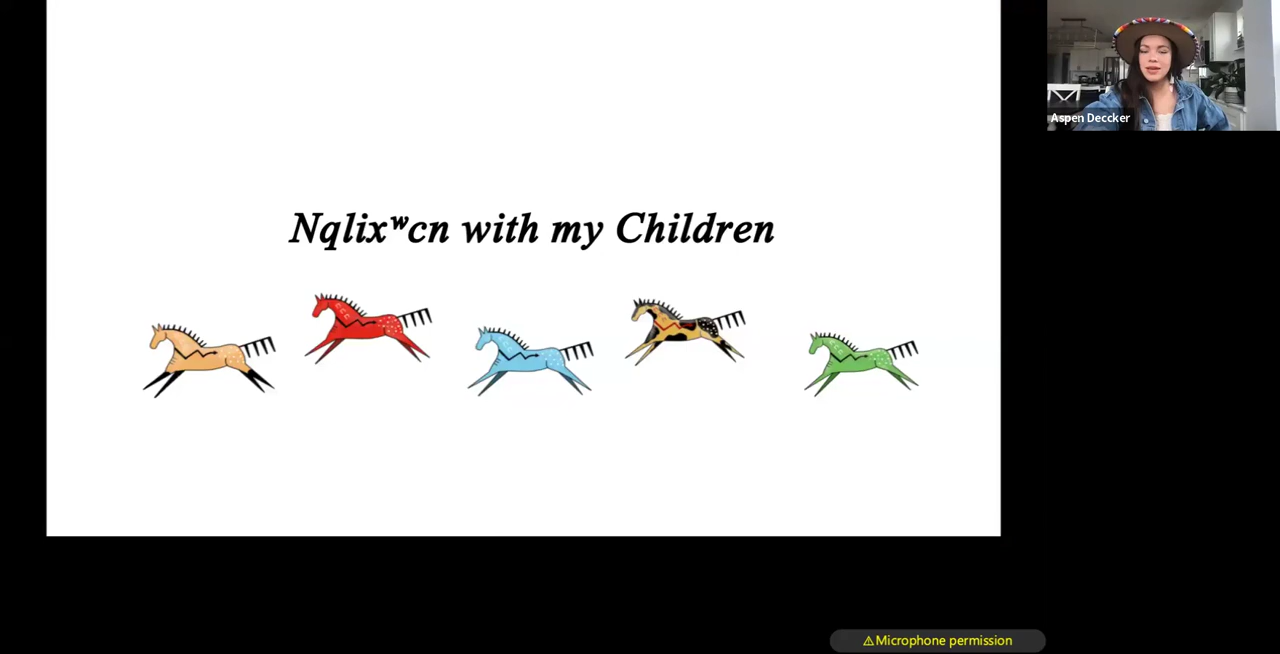 Nqlixʷcn with my Children
Aspen Deccker
⚠Microphone permission